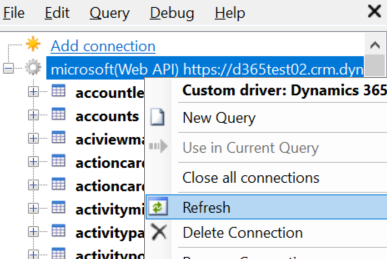 File Edit Query Debug Help
Add connection
microsoft(Web API) https://d365test02.crm.dyn
accountle
Custom driver: Dynamics 365
accounts
New Query
aciviewma
Use in Current Query
actioncard
Close all connections
actioncard
activitymi
Refresh
activitypa
Delete Connection
activitypo